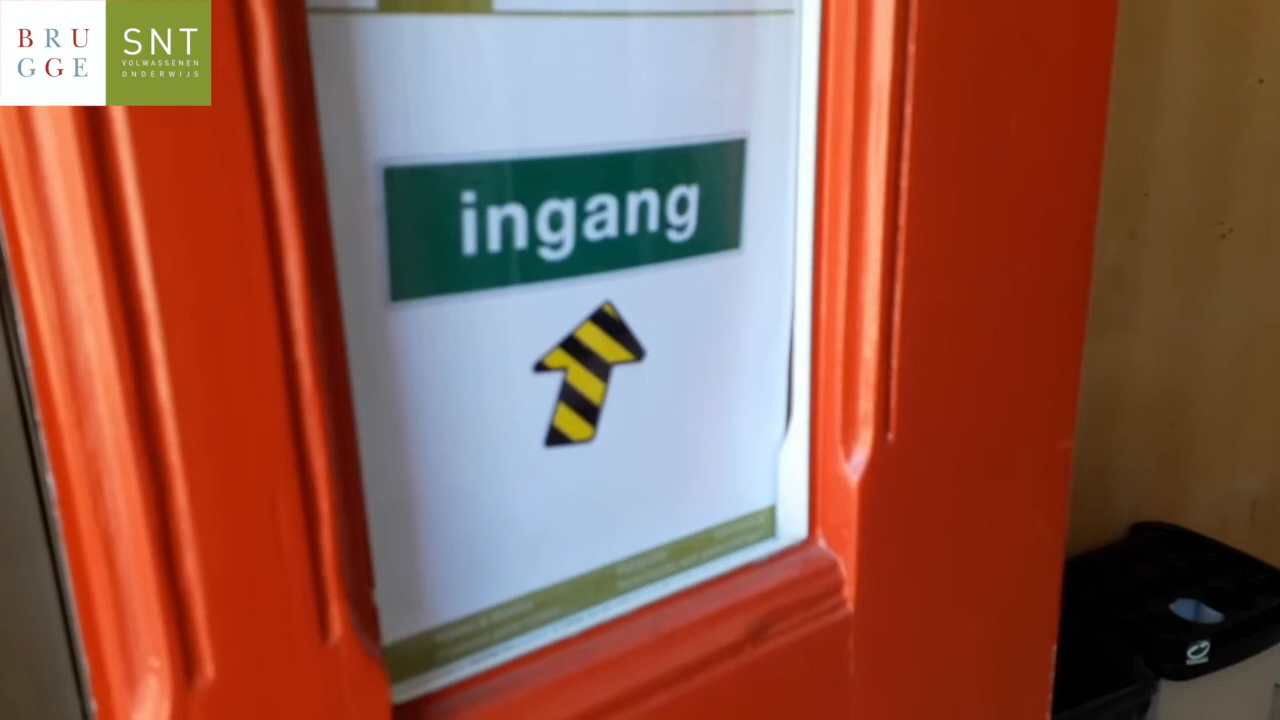 BRU
GGE
SNT
VOLWASSENEN
ONDERWIJS
ingang